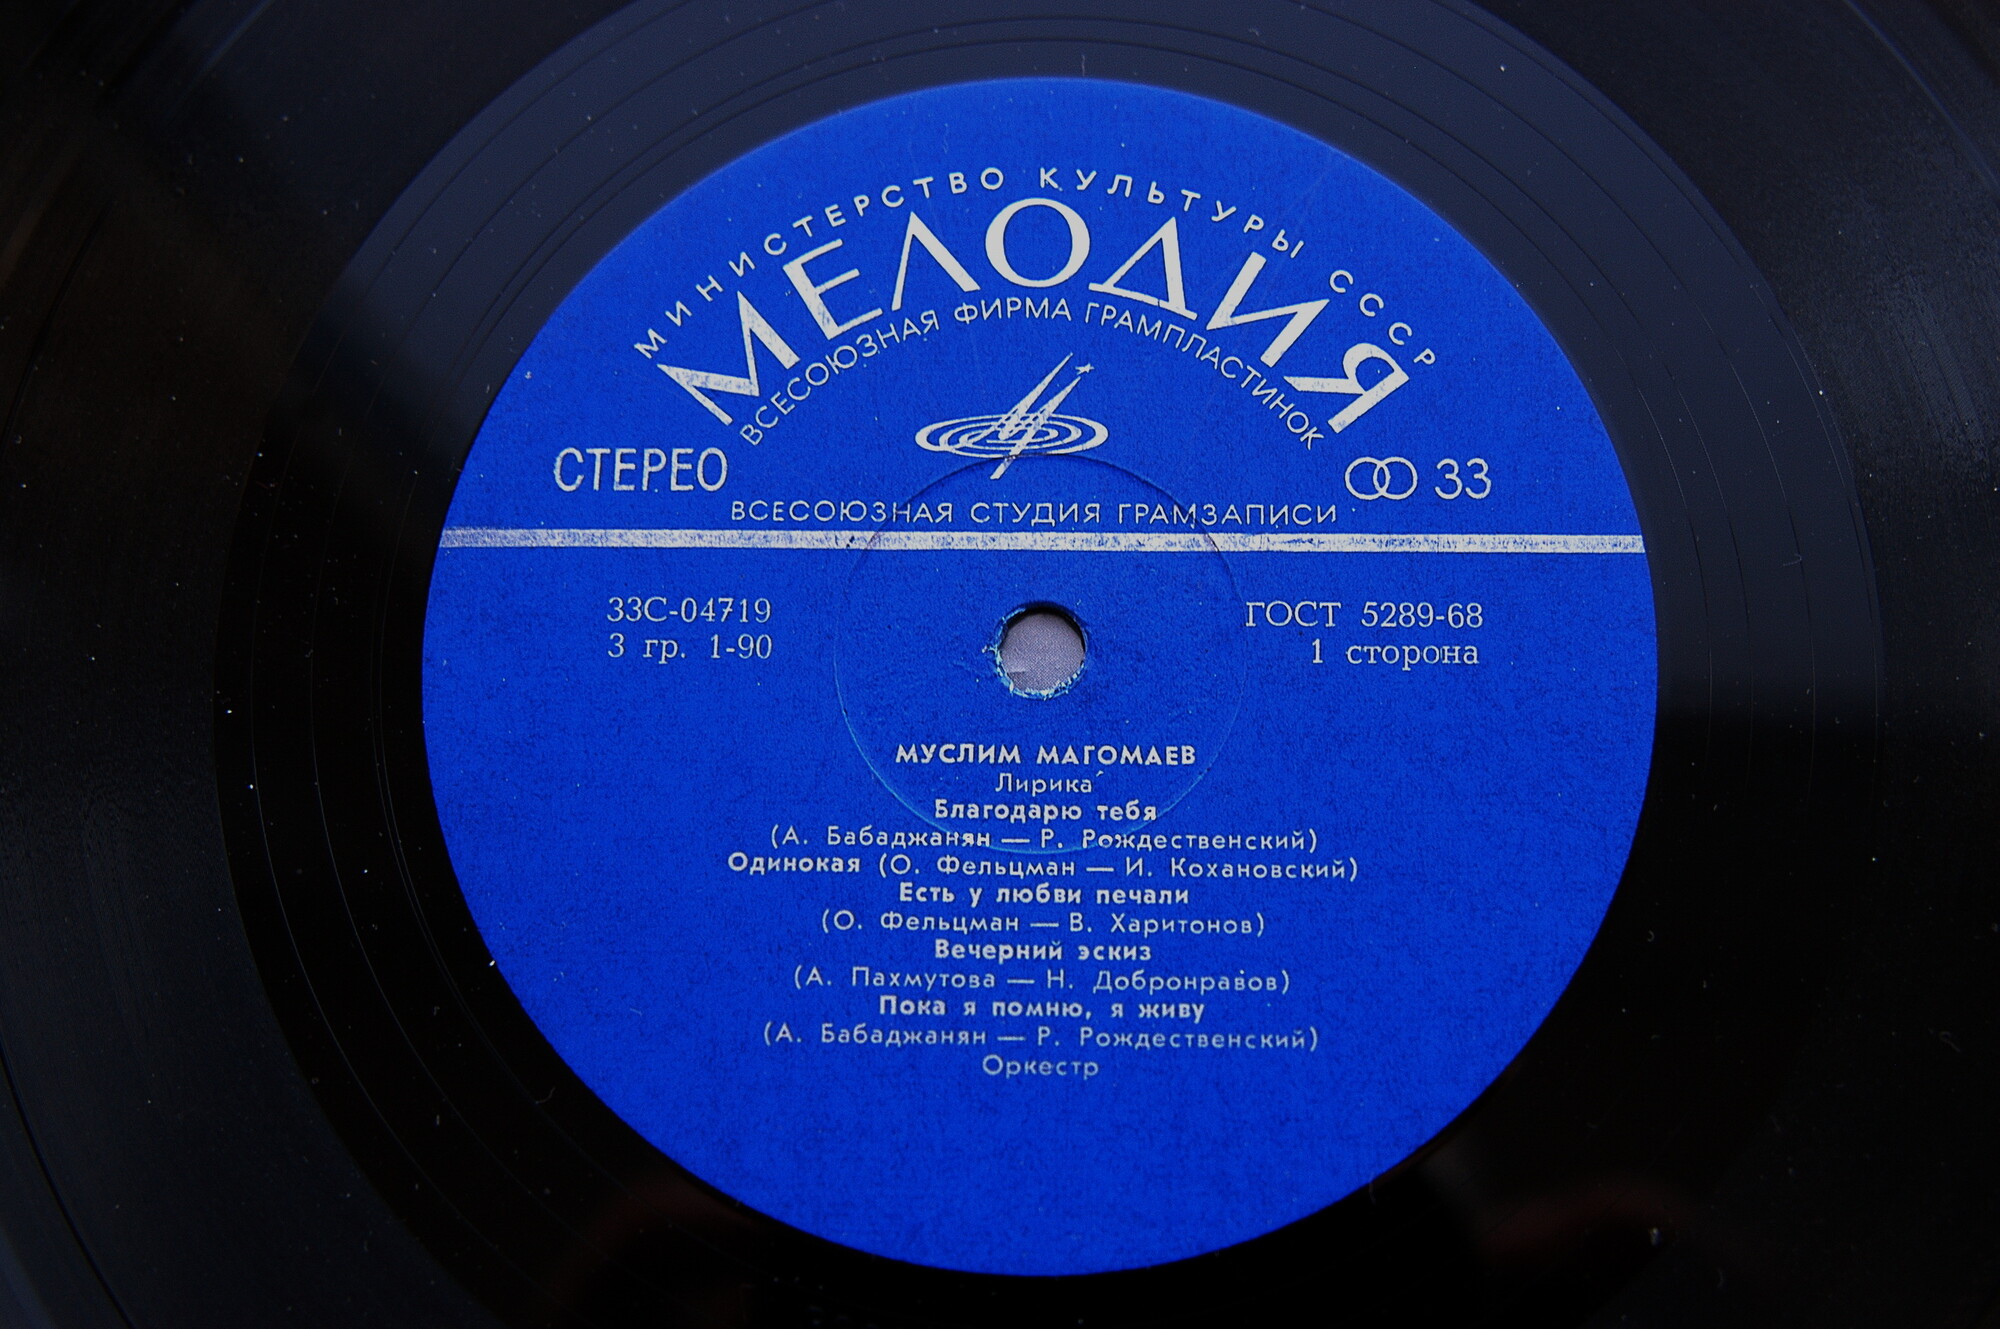 МИНИСТЕРСТВО КУЛЬТУРЫ СССР
МЕЛОДИЯ
ВСЕСОЮЗНАЯ ФИРМА ГРАМПЛАСТИНОК
СТЕРЕО
33
ВСЕСОЮЗНАЯ СТУДИЯ ГРАМЗАПИСИ
33С-04719
3 гр. 1-90
ГОСТ 5289-68
1 сторона
МУСЛИМ МАГОМАЕВ
Лирика
Благодарю тебя
(А. Бабаджанян — Р. Рождественский)
Одинокая (О. Фельцман — И. Кохановский)
Есть у любви печали
(О. Фельцман — В. Харитонов)
Вечерний эскиз
(А. Пахмутова — Н. Добронравов)
Пока я помню, я живу
(А. Бабаджанян — Р. Рождественский)
Оркестр